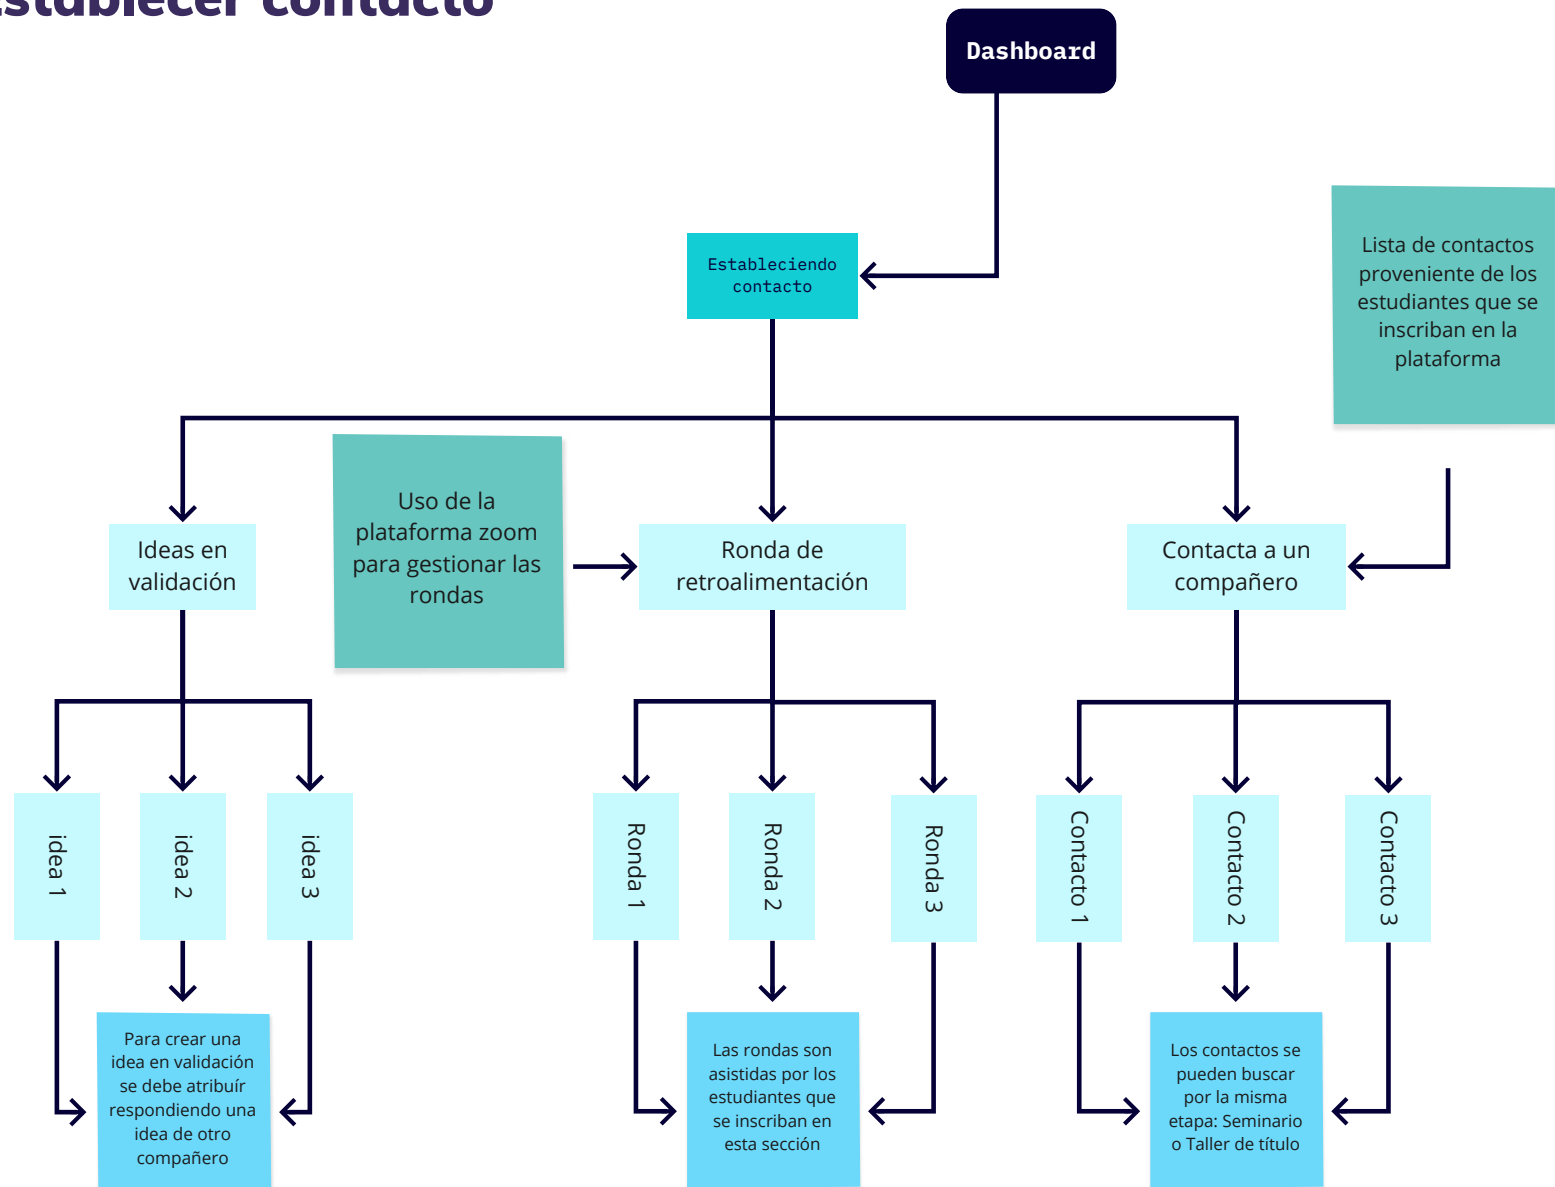 Establecer contacto
Dashboard
Estableciendo
contacto
Lista de contactos
proveniente de los
estudiantes que se
inscriban en la
plataforma
Uso de la
plataforma zoom
para gestionar las
rondas
Ideas en
validación
Ronda de
retroalimentación
Contacta a un
compañero
idea 1
idea 2
idea 3
Ronda 1
Ronda 2
Ronda 3
Contacto 1
Contacto 2
Contacto 3
Para crear una
idea en validación
se debe atribuír
respondiendo una
idea de otro
compañero
Las rondas son
asistidas por los
estudiantes que
se inscriban en
esta sección
Los contactos se
pueden buscar
por la misma
etapa: Seminario
o Taller de título